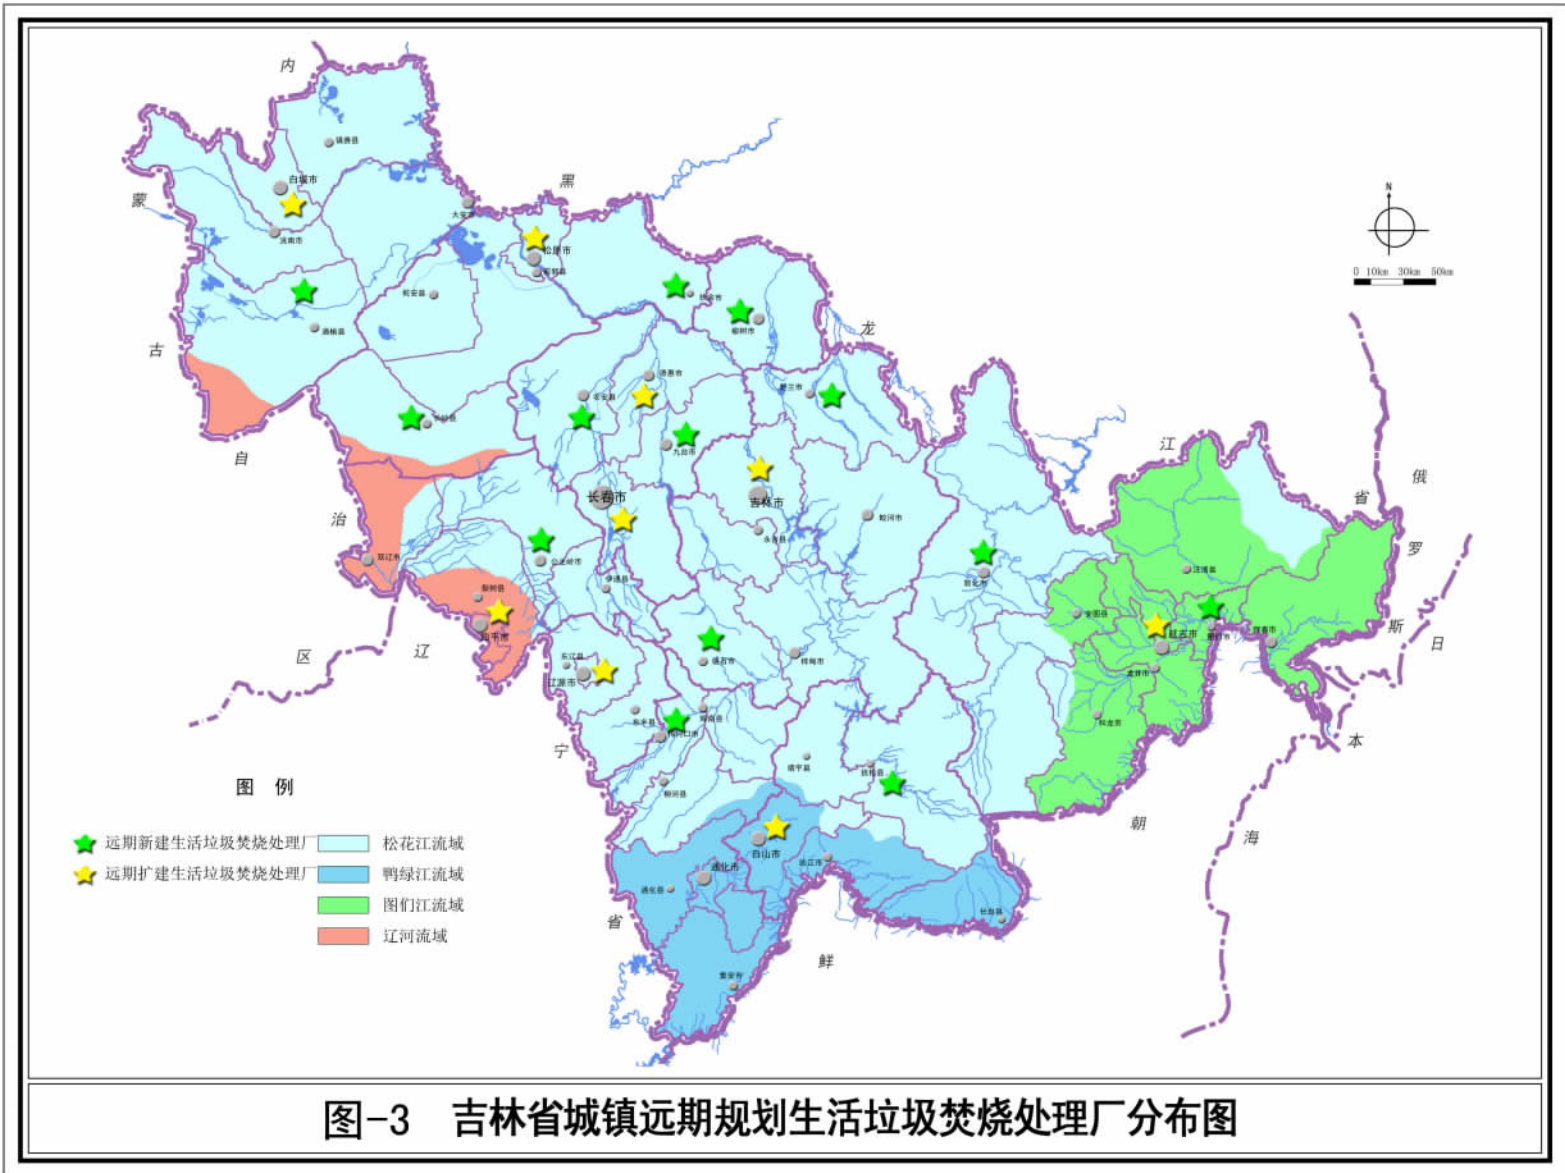 内
镇赉县
蒙
白城市
黑
大安市
洮南市
松原市
N
0 10km 30km 50km
乾安县
扶余市
通榆县
榆树市
龙
古
德惠市
农安县
舒兰市
长岭县
自
九台市
江
俄
省
长春市
吉林市
治
蛟河市
永吉县
罗
双辽市
公主岭市
伊通县
敦化市
汪清县
梨树县
安图县
四平市
延吉市
图们市
珲春市
斯
日
区
辽
东辽县
辽源市
磐石市
桦甸市
龙井市
和龙市
东丰县
辉南县
梅河口市
宁
本
靖宇县
抚松县
柳河县
朝
海
白山市
临江市
通化市
通化县
长白县
省
鲜
集安市
图 例
远期新建生活垃圾焚烧处理厂
松花江流域
远期扩建生活垃圾焚烧处理厂
鸭绿江流域
图们江流域
辽河流域
图-3 吉林省城镇远期规划生活垃圾焚烧处理厂分布图